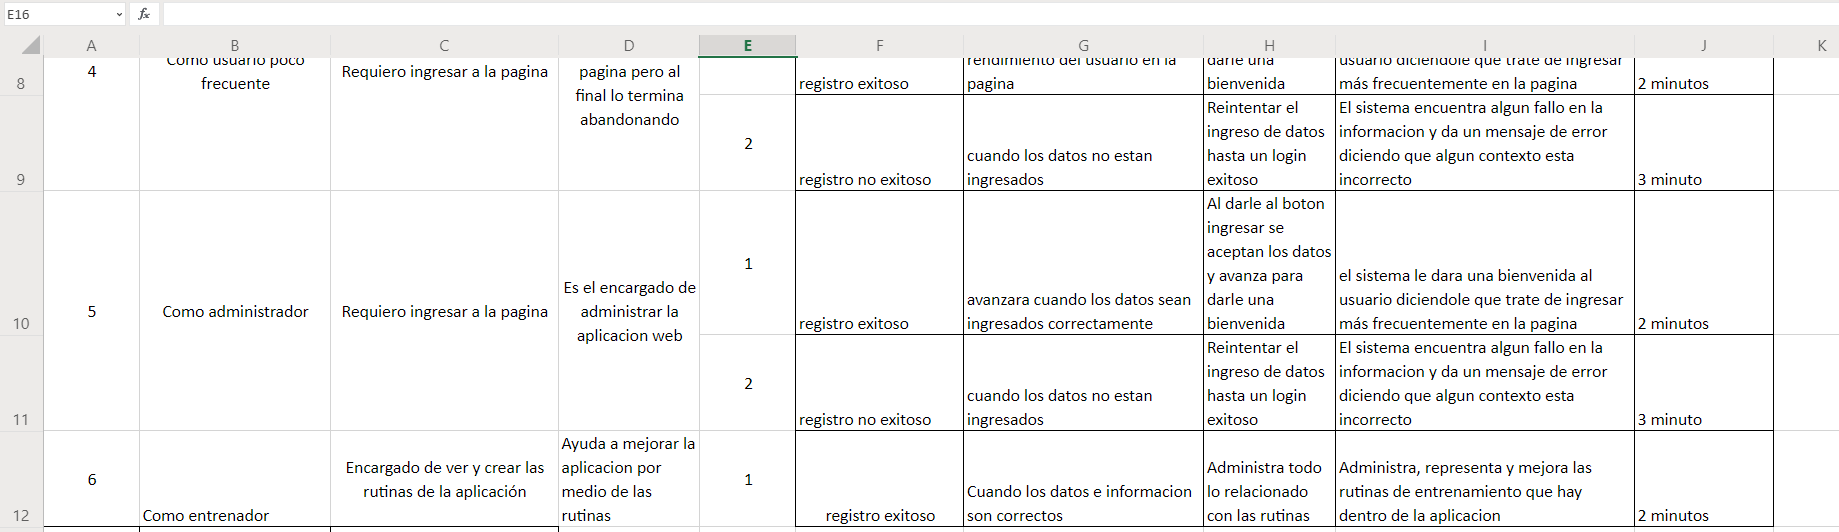 E16
fx
A B C D E F G H I J K
8
4
Como usuario poco
frecuente
Requiero ingresar a la pagina
pagina pero al
final lo termina
abandonando
registro exitoso
rendimiento del usuario en la
pagina
darle una
bienvenida
usuario diciendole que trate de ingresar
más frecuentemente en la pagina
2 minutos
9
2
registro no exitoso
cuando los datos no estan
ingresados
Reintentar el
ingreso de datos
hasta un login
exitoso
El sistema encuentra algun fallo en la
informacion y da un mensaje de error
diciendo que algun contexto esta
incorrecto
3 minuto
10
5
Como administrador
Requiero ingresar a la pagina
Es el encargado de
administrar la
aplicacion web
1
registro exitoso
avanzara cuando los datos sean
ingresados correctamente
Al darle al boton
ingresar se
aceptan los datos
y avanza para
darle una
bienvenida
el sistema le dara una bienvenida al
usuario diciendole que trate de ingresar
más frecuentemente en la pagina
2 minutos
11
2
registro no exitoso
cuando los datos no estan
ingresados
Reintentar el
ingreso de datos
hasta un login
exitoso
El sistema encuentra algun fallo en la
informacion y da un mensaje de error
diciendo que algun contexto esta
incorrecto
3 minuto
12
6
Como entrenador
Encargado de ver y crear las
rutinas de la aplicación
Ayuda a mejorar la
aplicacion por
medio de las
rutinas
1
registro exitoso
Cuando los datos e informacion
son correctos
Administra todo
lo relacionado
con las rutinas
Administra, representa y mejora las
rutinas de entrenamiento que hay
dentro de la aplicacion
2 minutos